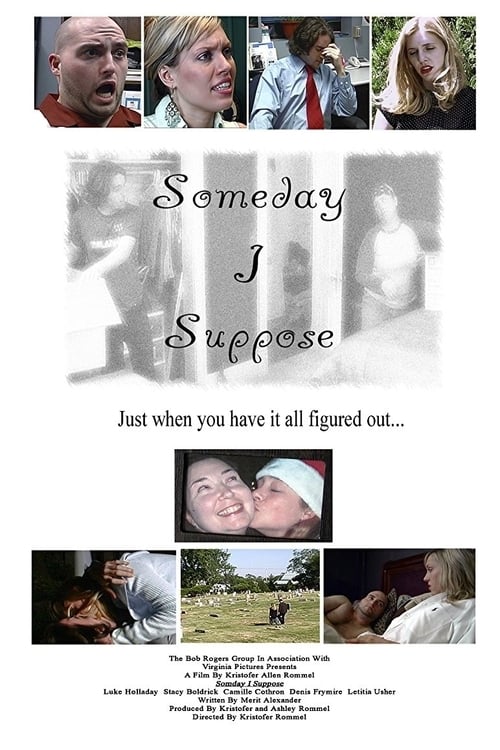 Someday
I
Suppose
Just when you have it all figured out...
The Bob Rogers Group In Association With
Virginia Pictures Presents
A Film By Kristofer Allen Rommel
Somday I Suppose
Luke Holladay Stacy Boldrick Camille Cothron Denis Frymire Letitia Usher
Written By Merit Alexander
Produced By Kristofer and Ashley Rommel
Directed By Kristofer Rommel